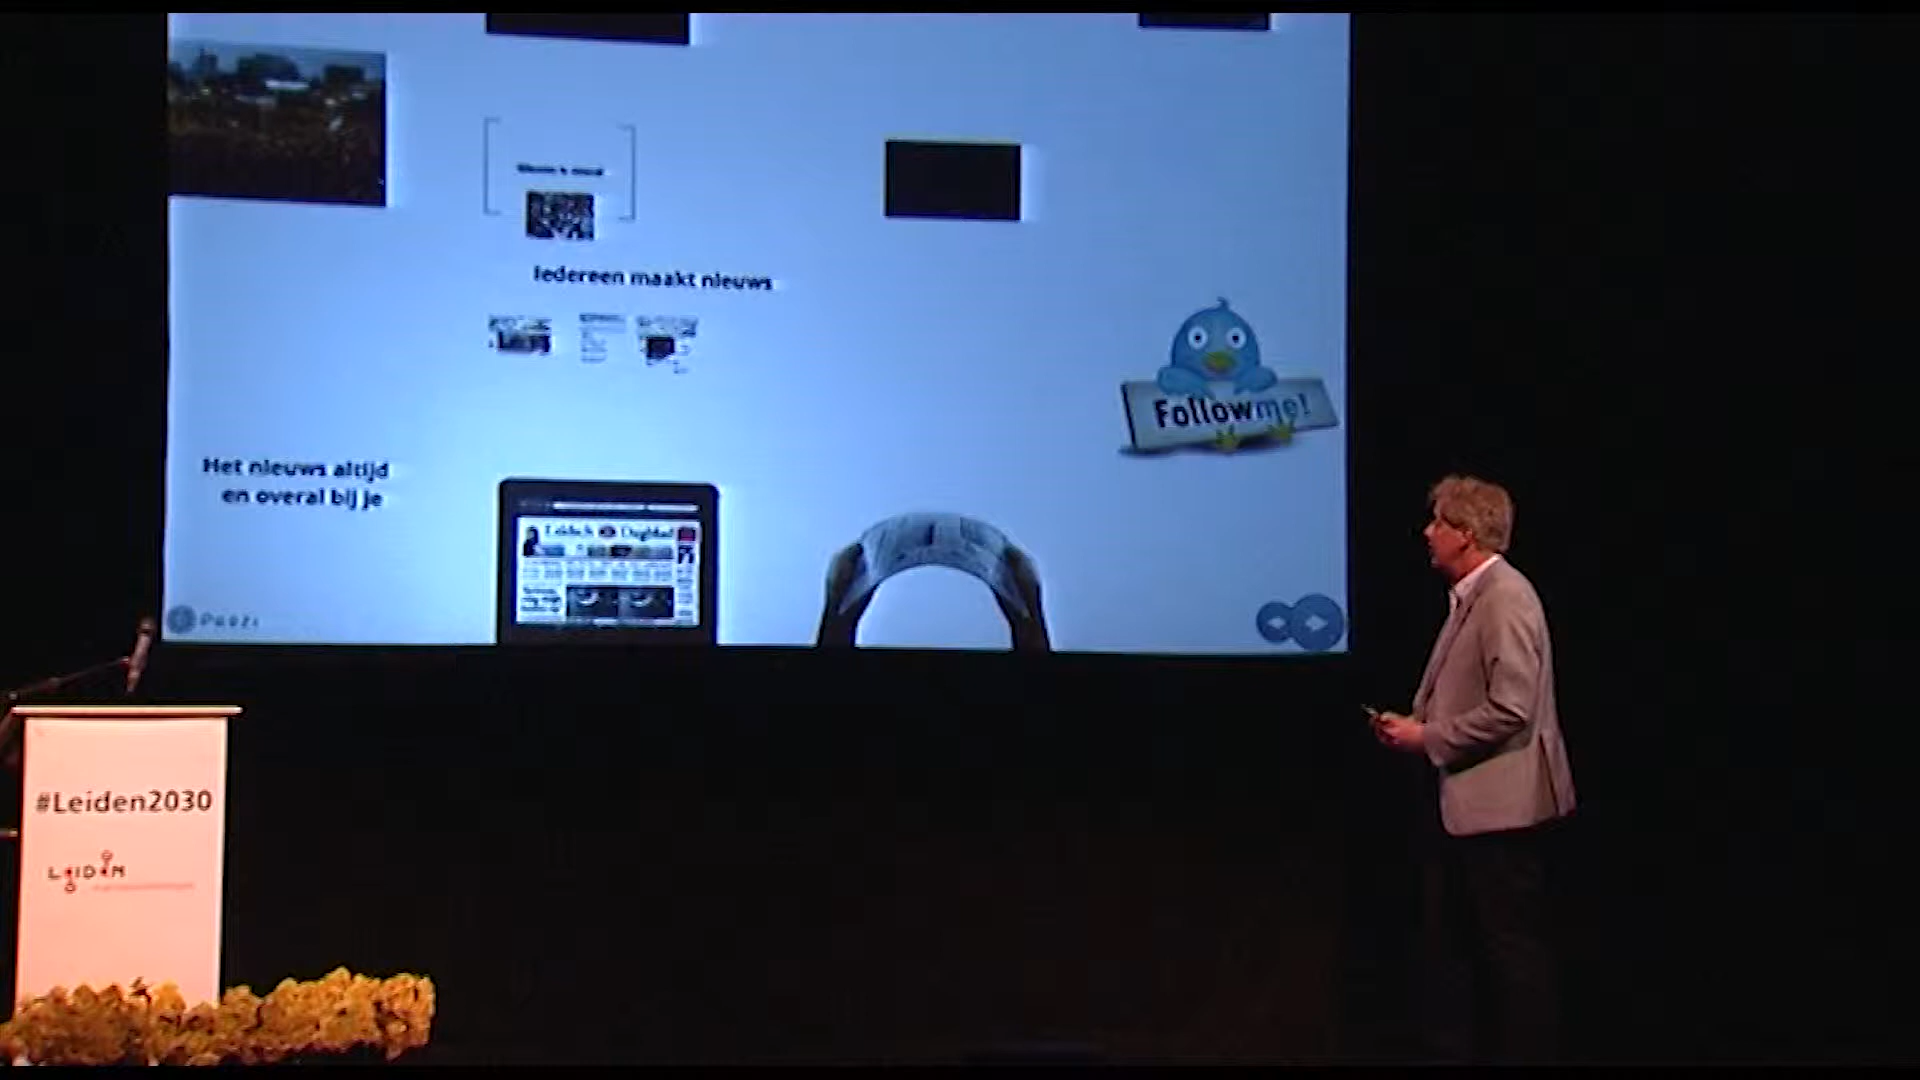 Iedereen maakt nieuws
Followme!
Het nieuws altijd
en overal bij je
Leidsch Dagblad
Prezi
#Leiden2030
LEIDEN